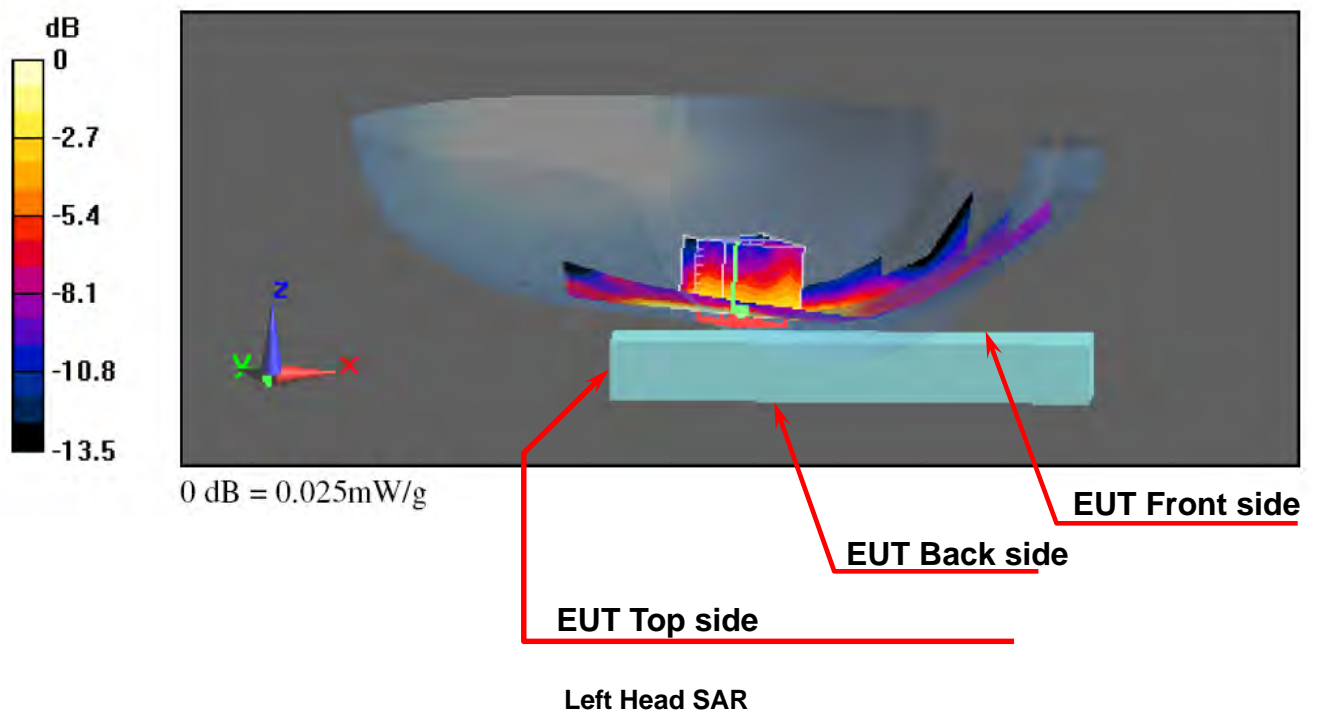 dB
0
-2.7
-5.4
-8.1
-10.8
-13.5
Z
Y
X
0 dB = 0.025mW/g
EUT Front side
EUT Back side
EUT Top side
Left Head SAR